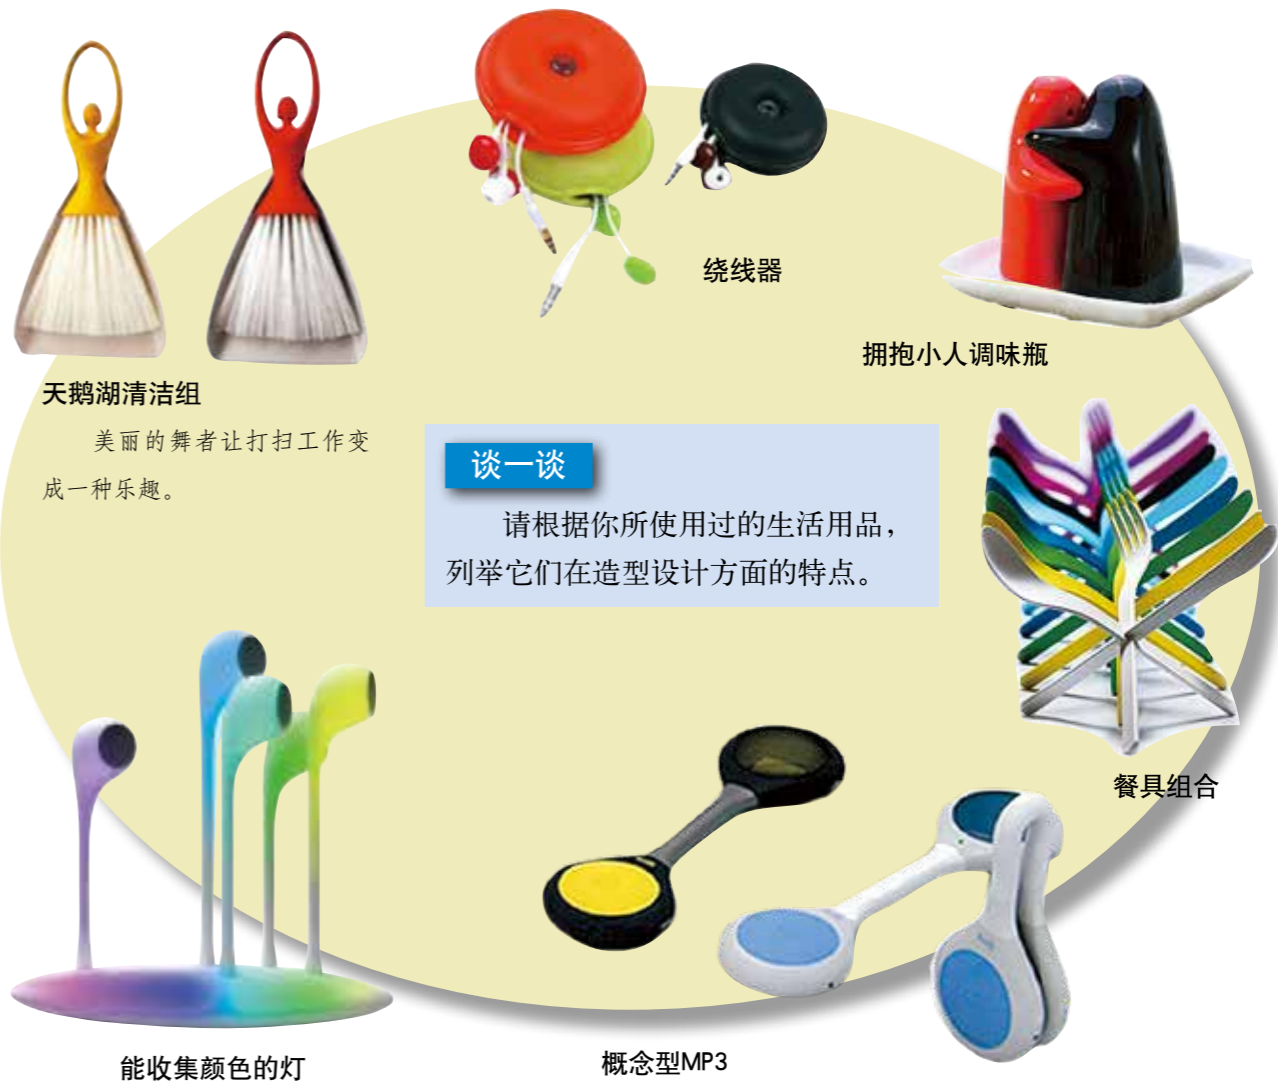 绕线器
拥抱小人调味瓶
天鹅湖清洁组
美丽的舞者让打扫工作变
成一种乐趣。
谈一谈
请根据你所使用过的生活用品，
列举它们在造型设计方面的特点。
餐具组合
能收集颜色的灯
概念型MP3